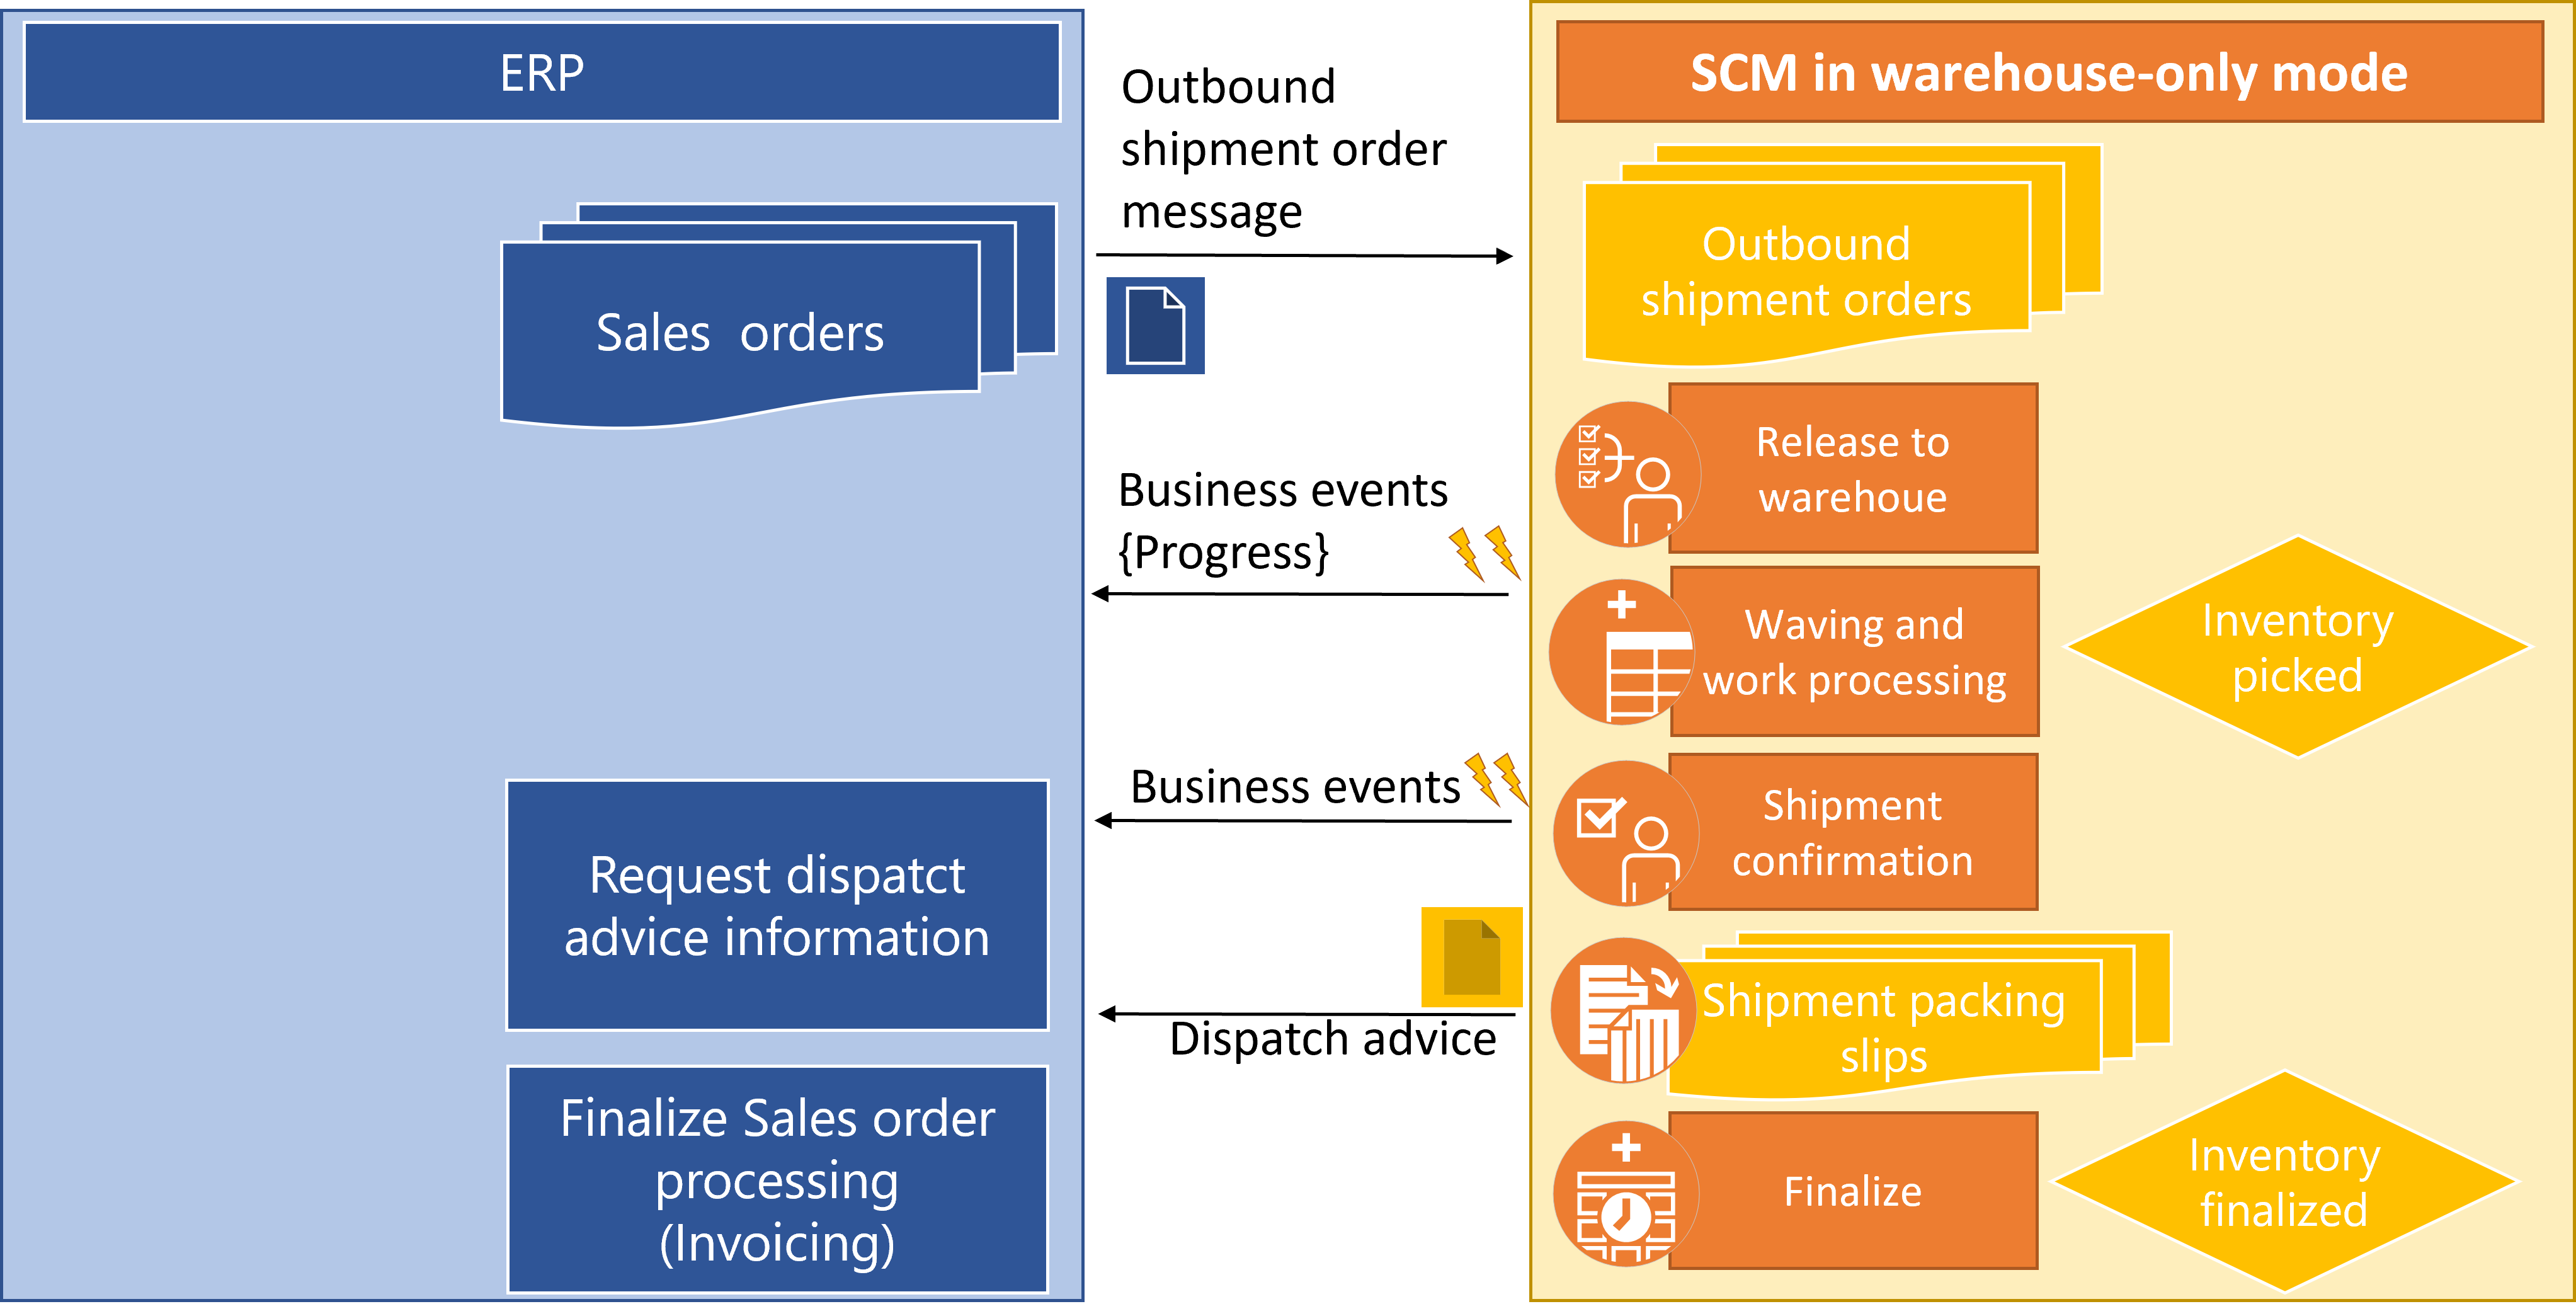 ERP
Sales  orders
Request dispatct
advice information
Finalize Sales order
processing
(Invoicing)
Outbound
shipment order
message
Business events
{Progress}
Business events
Dispatch advice
SCM in warehouse-only mode
Outbound
shipment orders
Release to
warehoue
Waving and
work processing
Inventory
picked
Shipment
confirmation
Shipment packing
slips
Finalize
Inventory
finalized